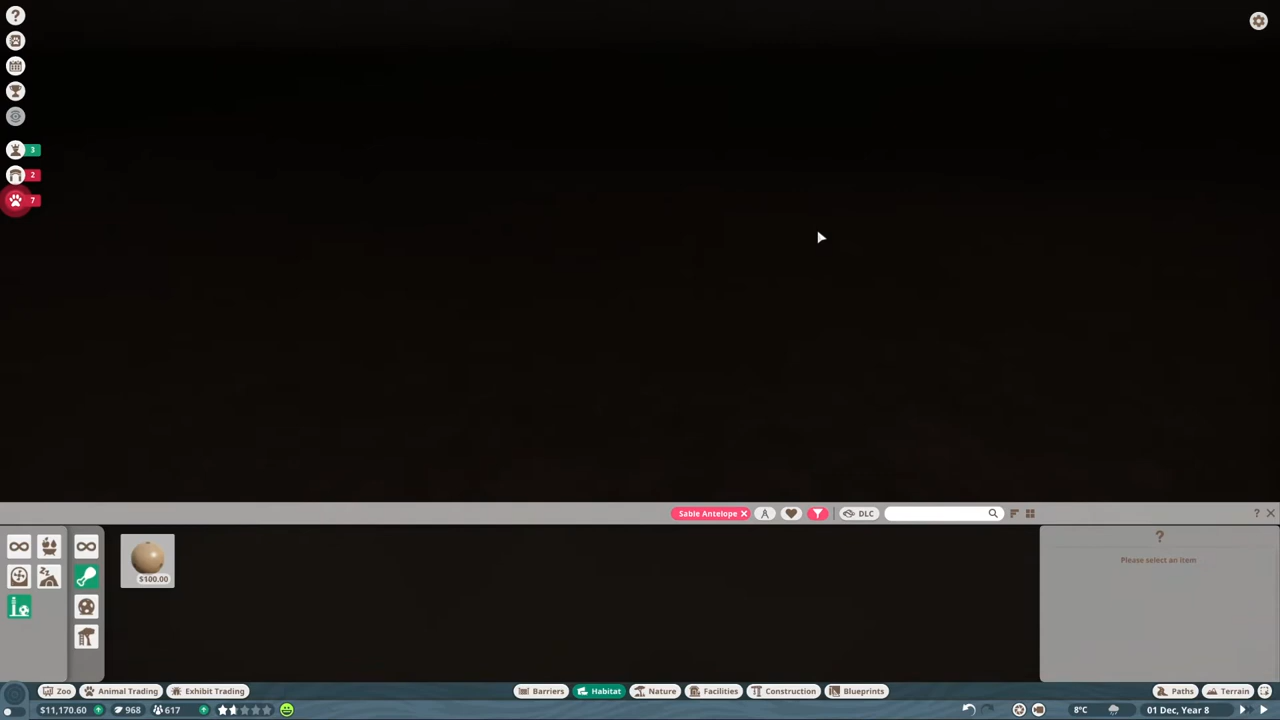 3
2
7
Sable Antelope
DLC
$100.00
Please select an item
Zoo
Animal Trading
Exhibit Trading
Barriers
Habitat
Nature
Facilities
Construction
Blueprints
Paths
Terrain
$11,170.60
968
617
8°C
01 Dec, Year 8